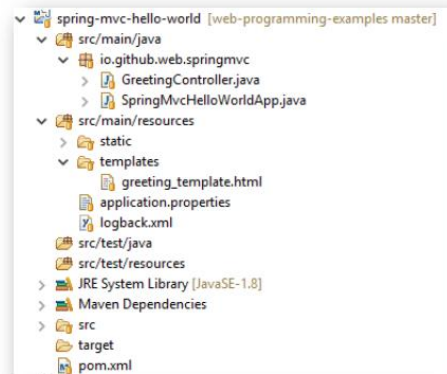 spring-mvc-hello-world [web-programming-examples master]
src/main/java
io.github.web.springmvc
GreetingController.java
SpringMvcHelloWorldApp.java
src/main/resources
static
templates
greeting_template.html
application.properties
logback.xml
src/test/java
src/test/resources
JRE System Library [JavaSE-1.8]
Maven Dependencies
src
target
pom.xml